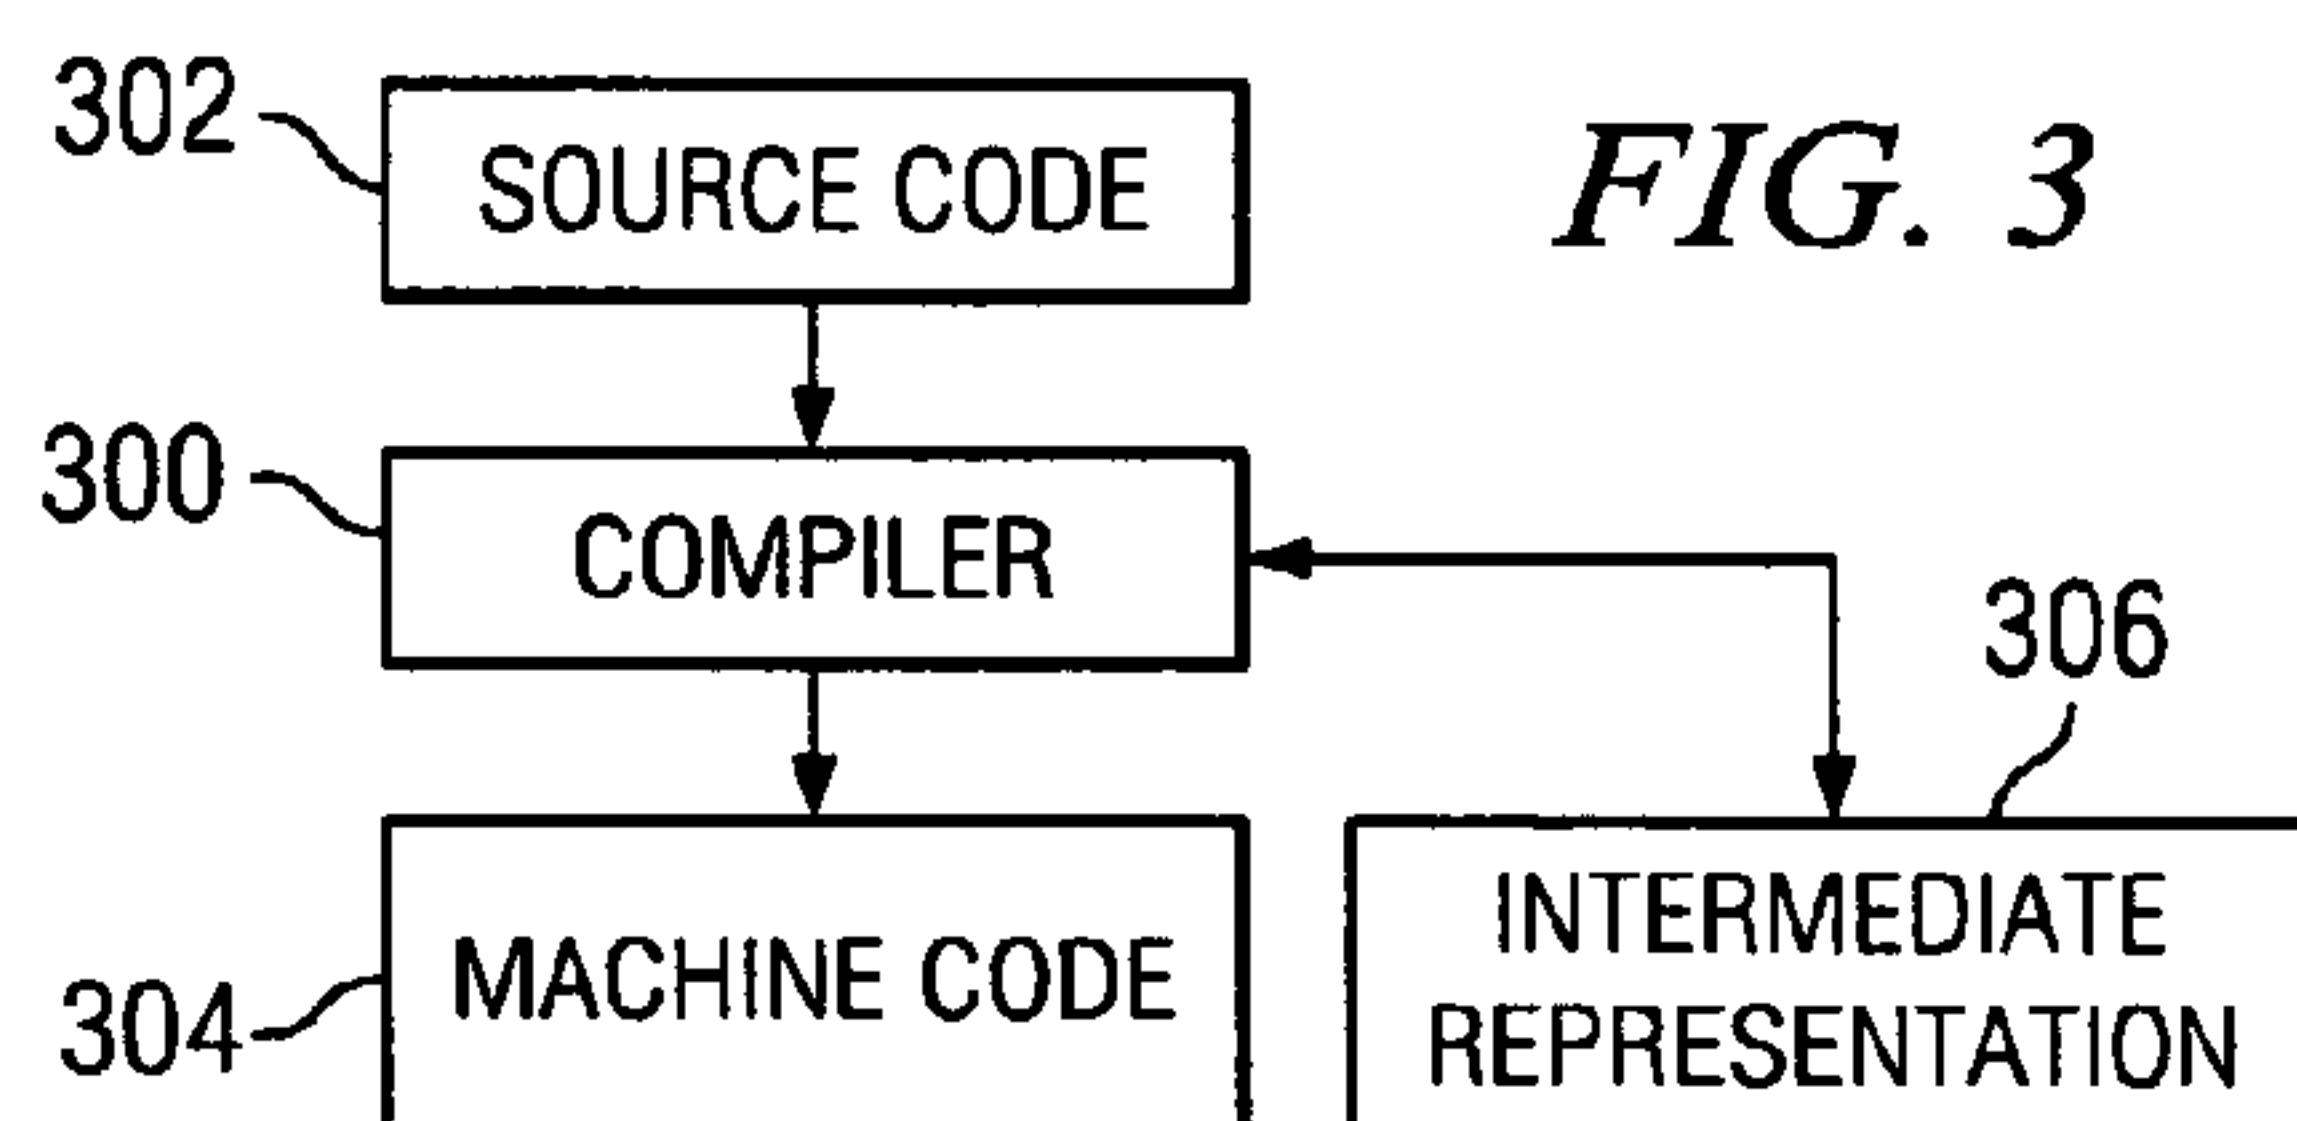 302
SOURCE CODE
FIG. 3
300
COMPILER
306
304
MACHINE CODE
INTERMEDIATE
REPRESENTATION